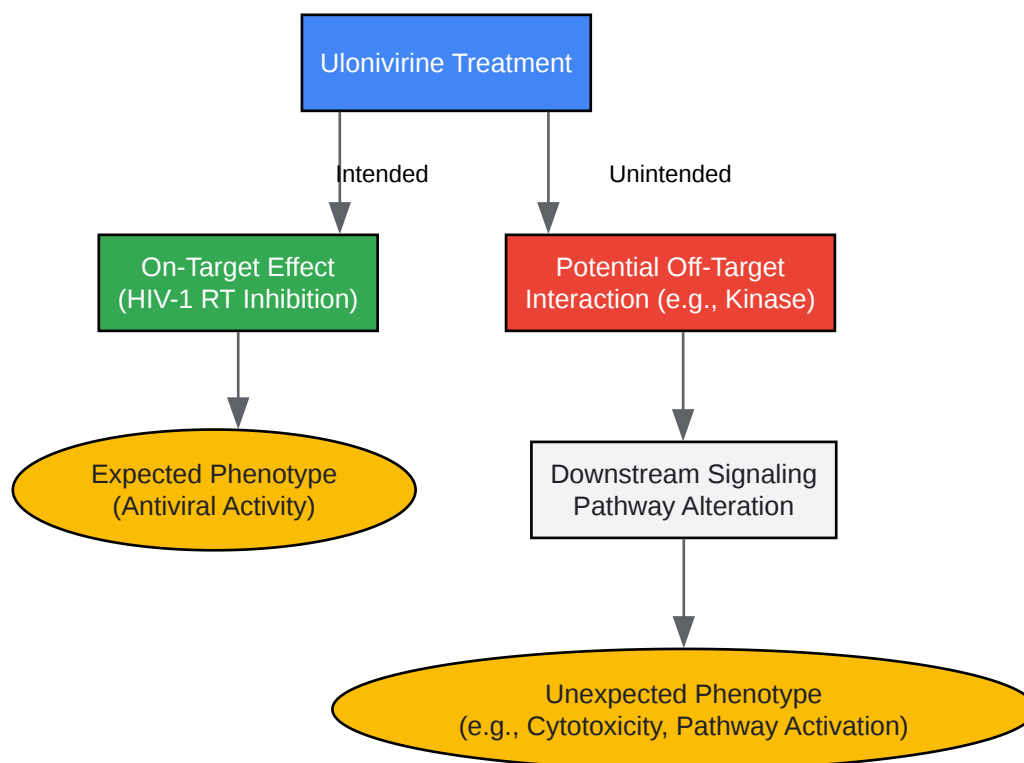 Ulonivirine Treatment
Intended
Unintended
On-Target Effect
(HIV-1 RT Inhibition)
Potential Off-Target
Interaction (e.g., Kinase)
Expected Phenotype
(Antiviral Activity)
Downstream Signaling
Pathway Alteration
Unexpected Phenotype
(e.g., Cytotoxicity, Pathway Activation)